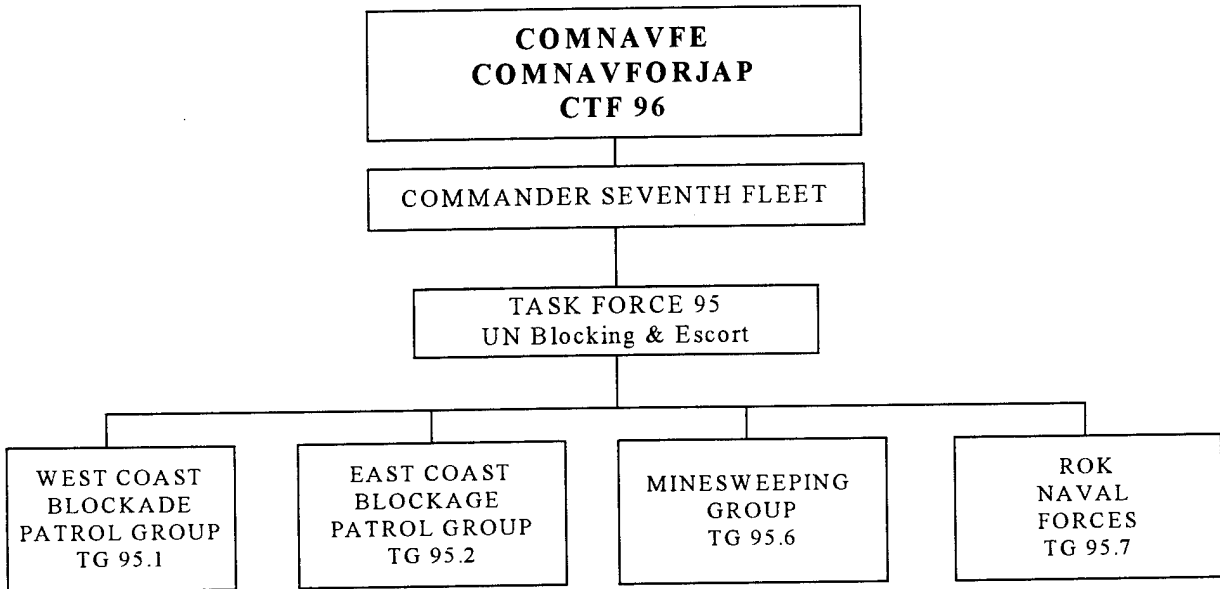 COMNAVFE
COMNAVFORJAP
CTF 96
COMMANDER SEVENTH FLEET
TASK FORCE 95
UN Blocking & Escort
WEST COAST
BLOCKADE
PATROL GROUP
TG 95.1
EAST COAST
BLOCKAGE
PATROL GROUP
TG 95.2
MINESWEEPING
GROUP
TG 95.6
ROK
NAVAL
FORCES
TG 95.7